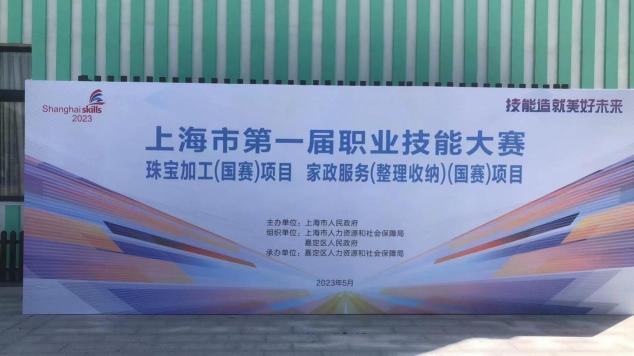 Shanghai skills
2023
技能造就美好未来
上海市第一届职业技能大赛
珠宝加工(国赛)项目 家政服务(整理收纳)(国赛)项目
主办单位：上海市人民政府
组织单位：上海市人力资源和社会保障局
嘉定区人民政府
承办单位：嘉定区人力资源和社会保障局
2023年5月